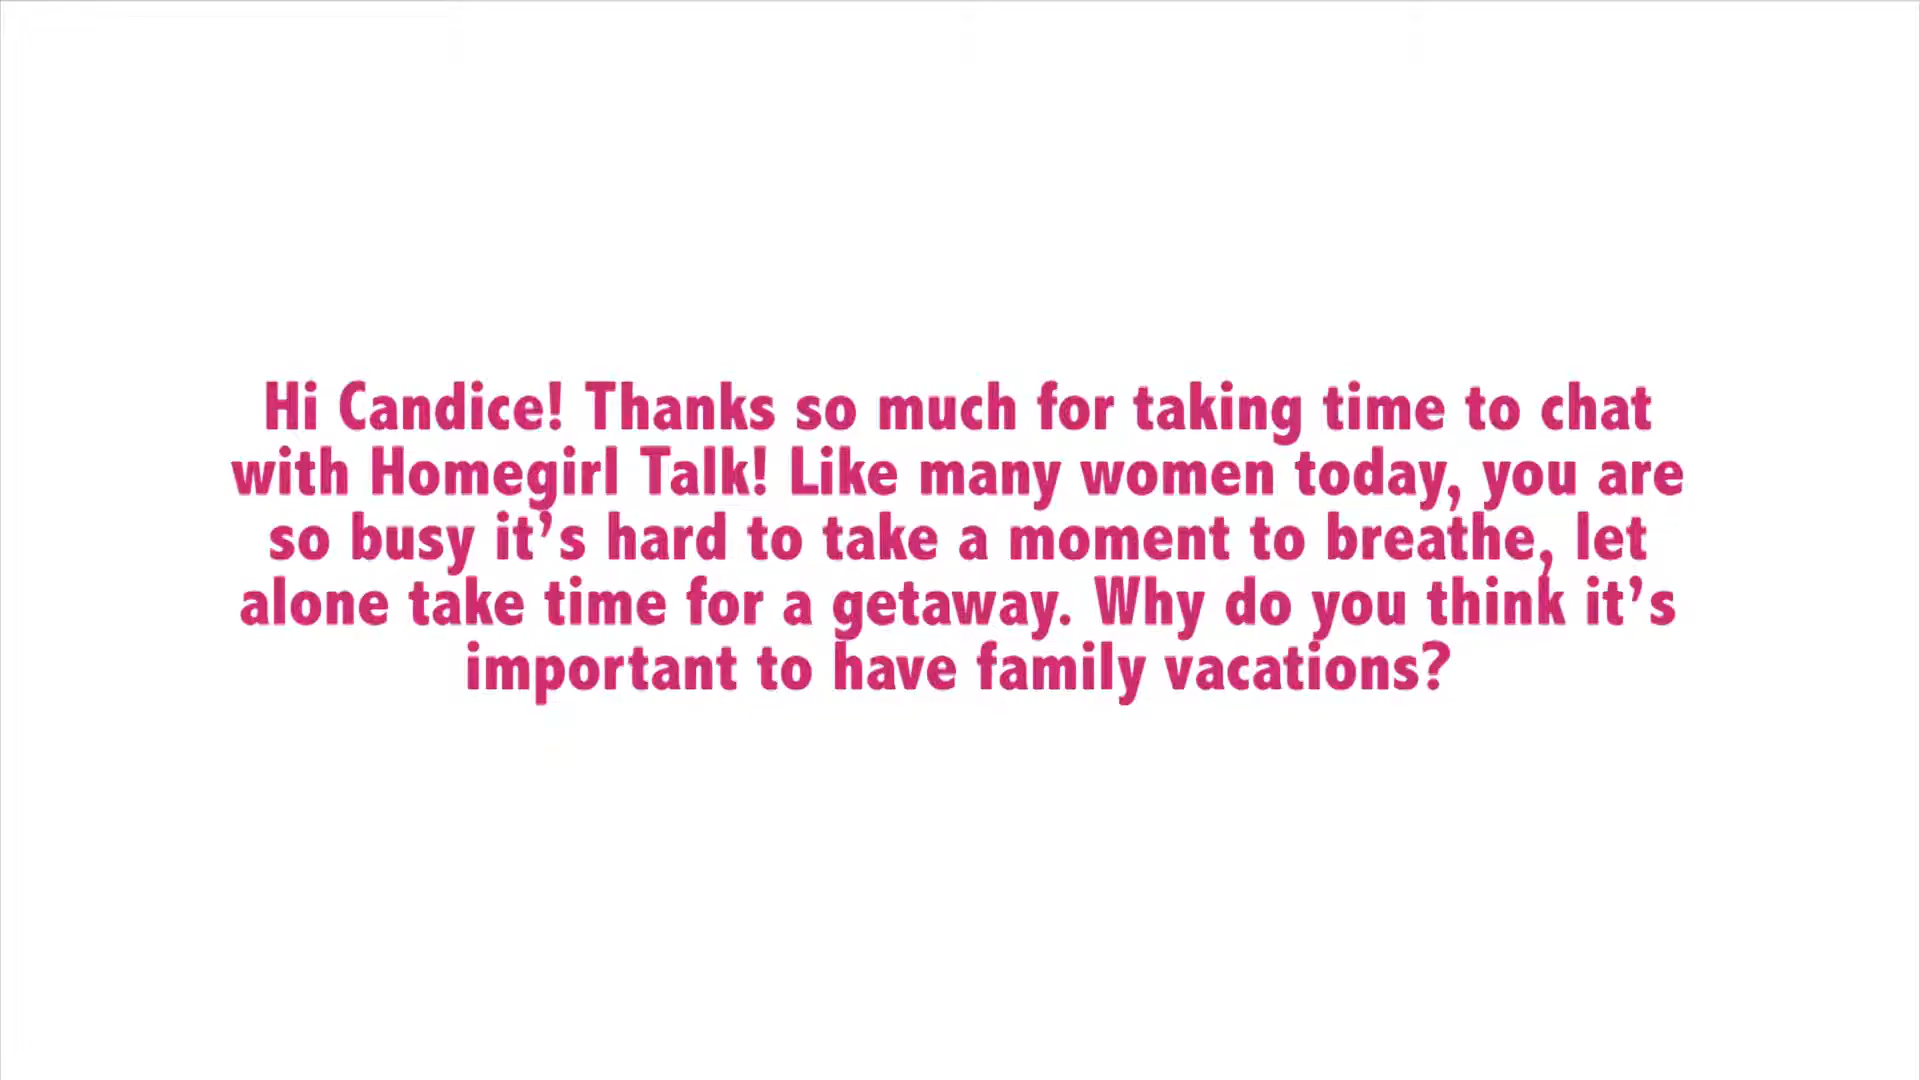 Hi Candice! Thanks so much for taking time to chat
with Homegirl Talk! Like many women today, you are
so busy it’s hard to take a moment to breathe, let
alone take time for a getaway. Why do you think it’s
important to have family vacations?